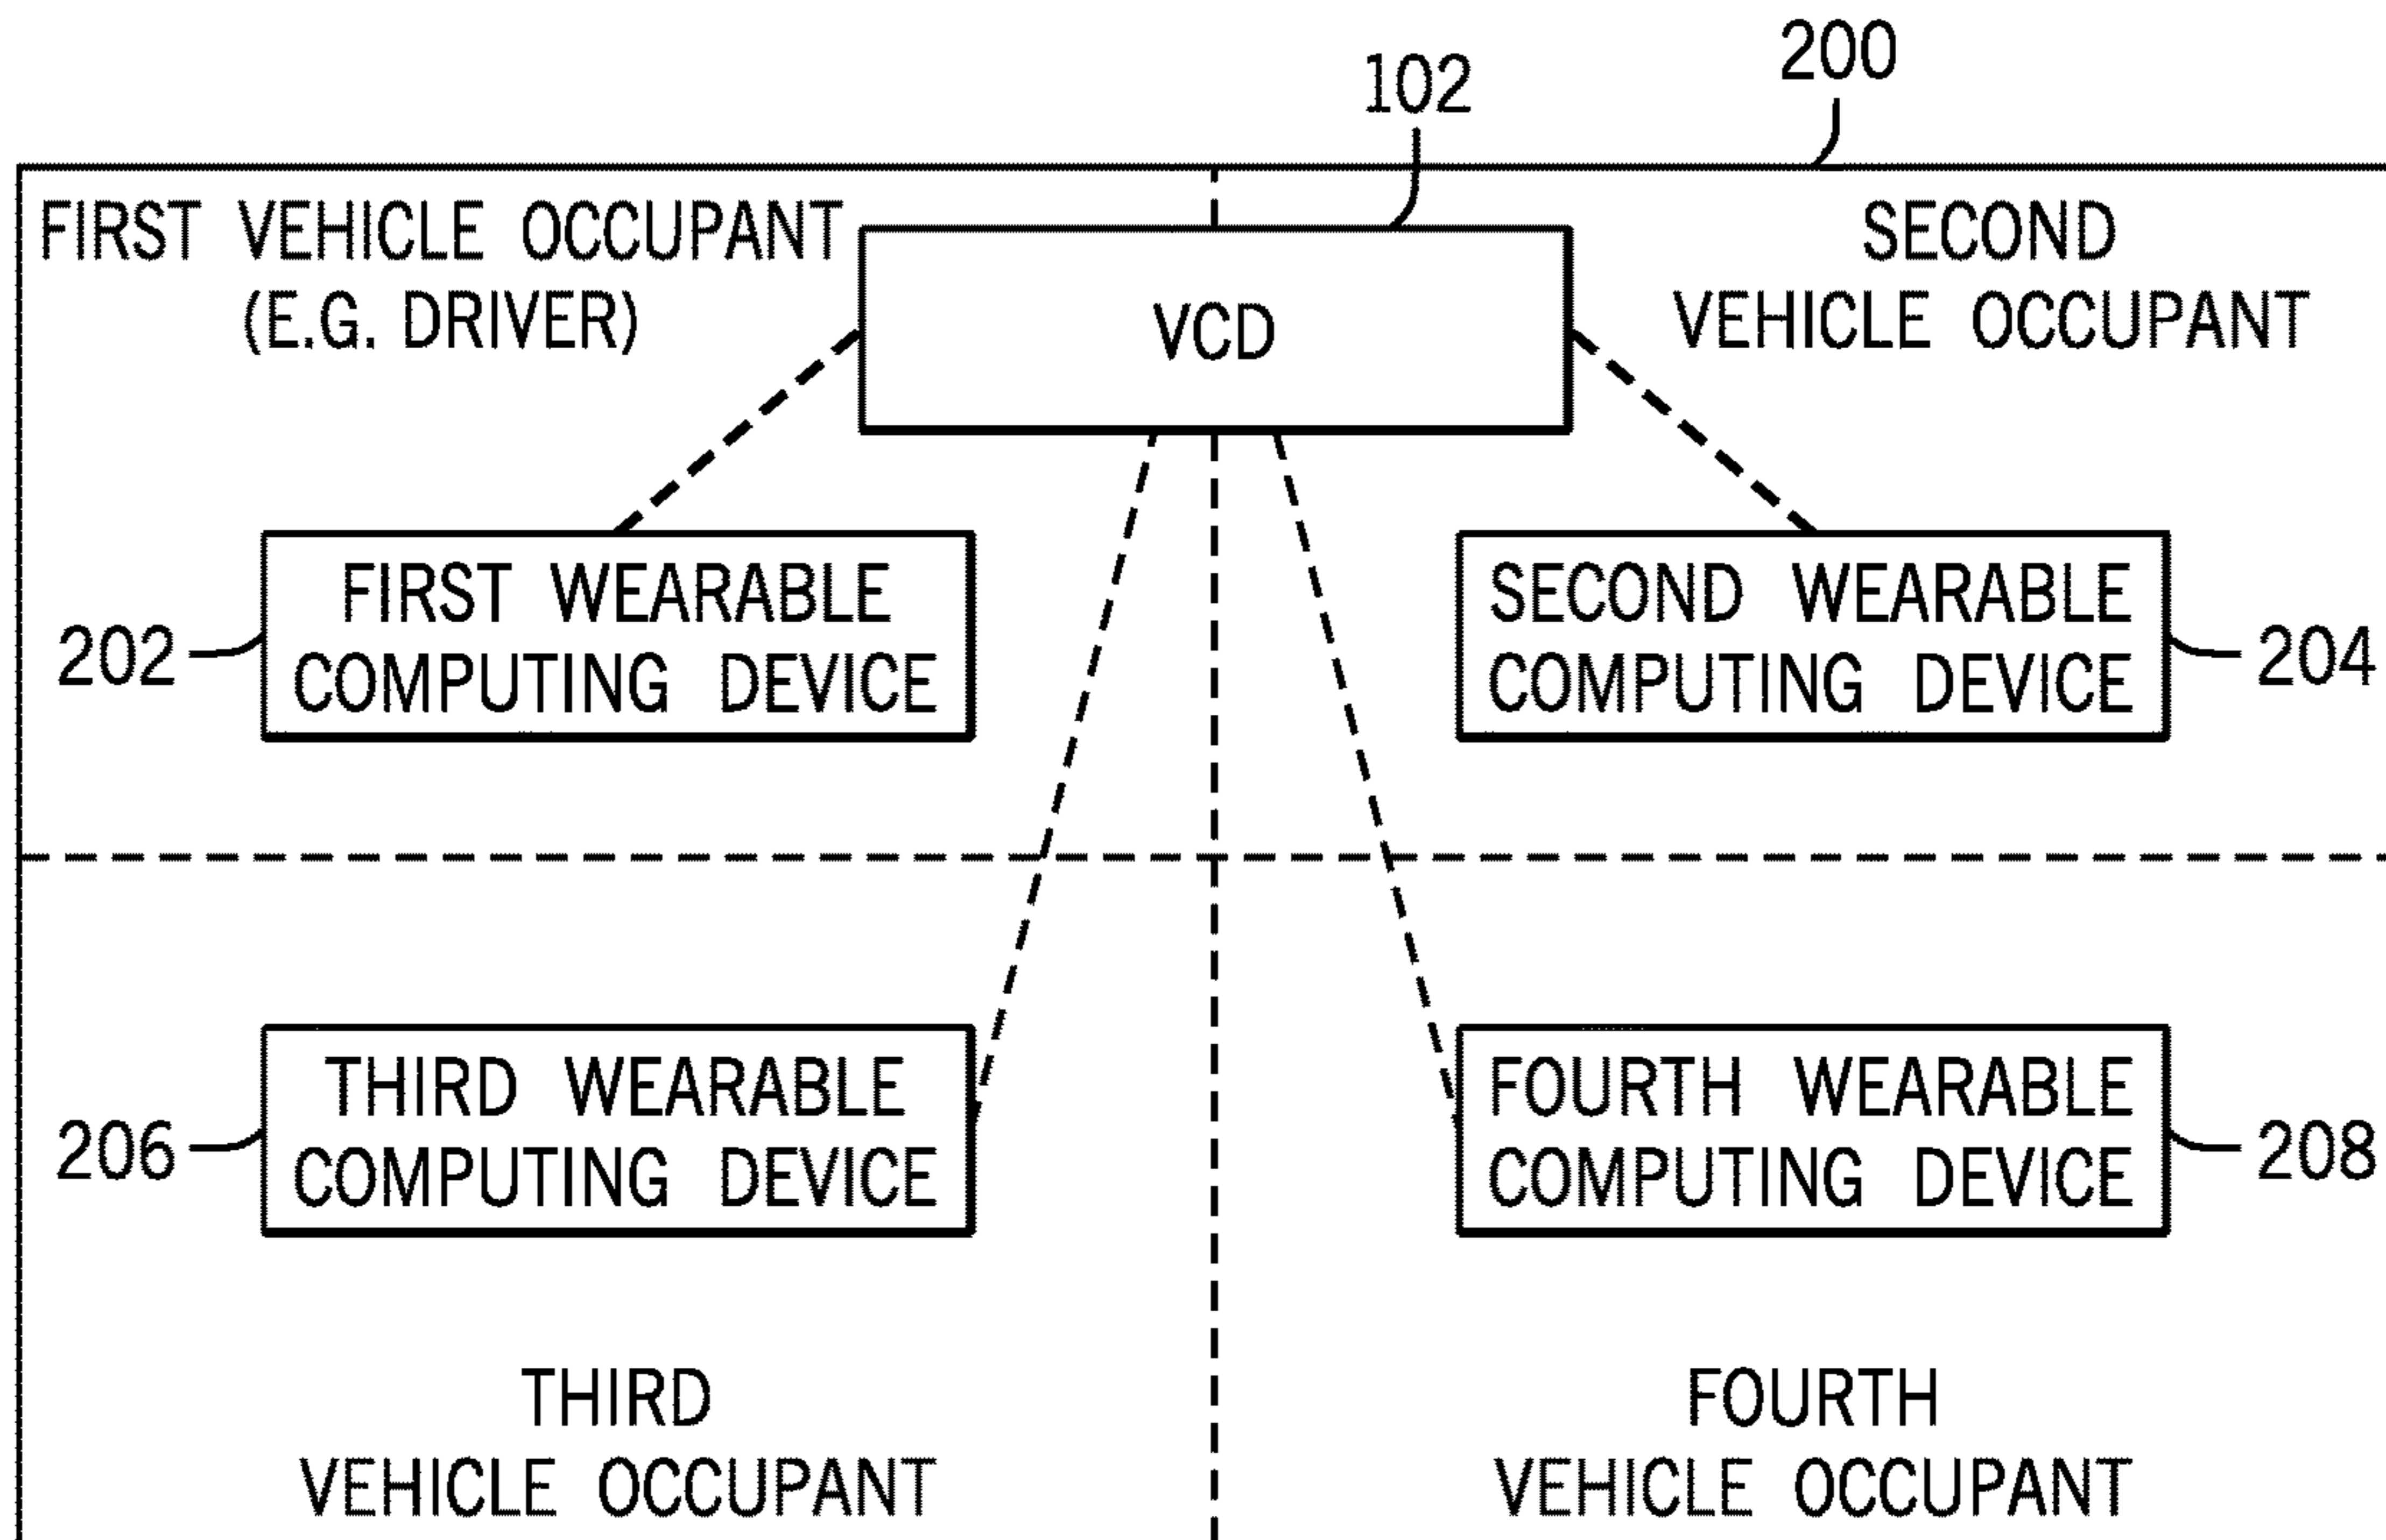 200
102
FIRST VEHICLE OCCUPANT
(E.G. DRIVER)
VCD
SECOND
VEHICLE OCCUPANT
FIRST WEARABLE
COMPUTING DEVICE
202
SECOND WEARABLE
COMPUTING DEVICE
204
THIRD WEARABLE
COMPUTING DEVICE
206
FOURTH WEARABLE
COMPUTING DEVICE
208
THIRD
VEHICLE OCCUPANT
FOURTH
VEHICLE OCCUPANT